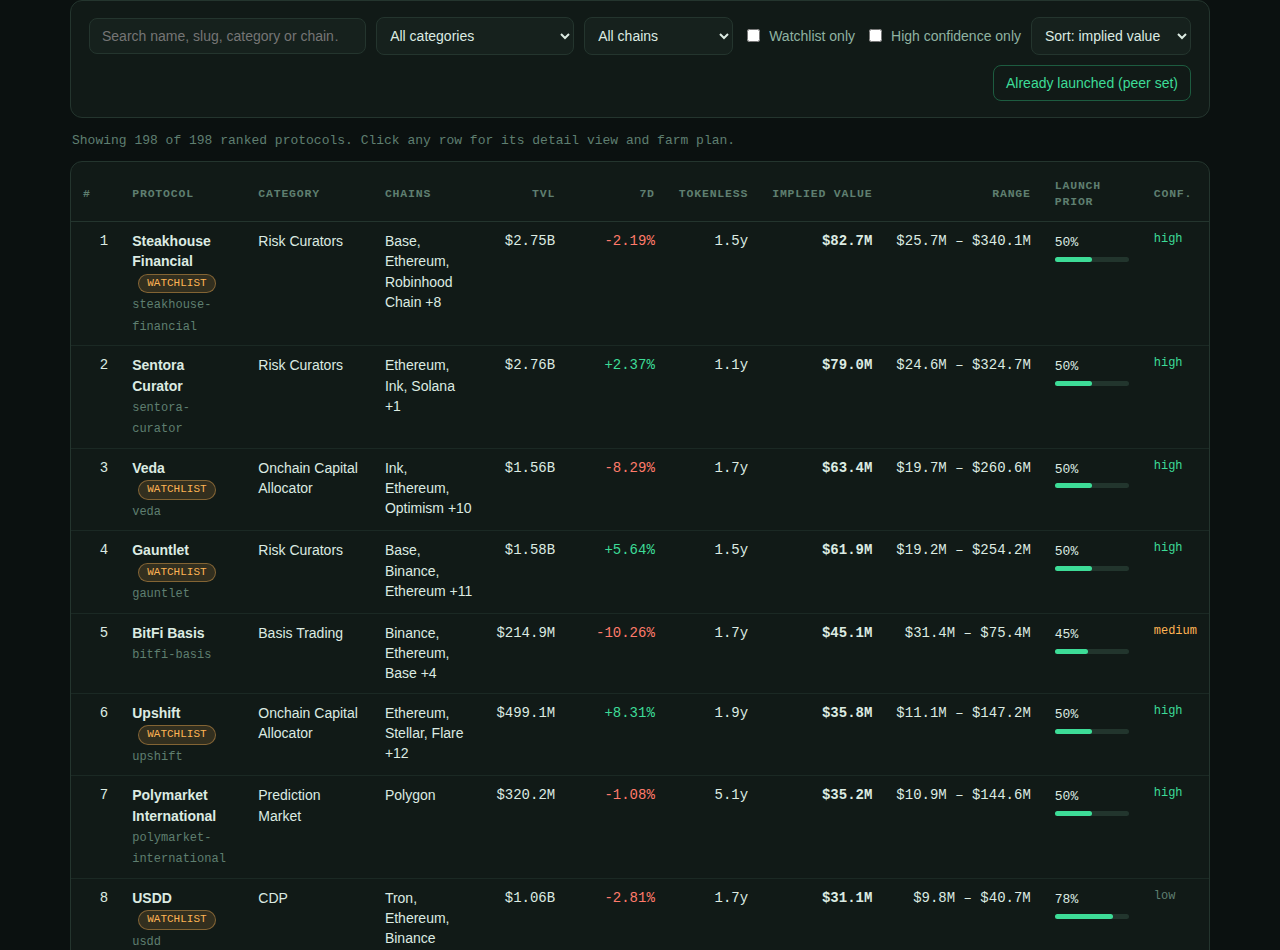 Search name, slug, category or chain.
All categories
All chains
Watchlist only
High confidence only
Sort: implied value
Already launched (peer set)
Showing 198 of 198 ranked protocols. Click any row for its detail view and farm plan.
# PROTOCOL CATEGORY CHAINS TVL 7D TOKENLESS IMPLIED VALUE RANGE LAUNCH PRIOR CONF.
1 Steakhouse Risk Curators Base, $2.75B -2.19% 1.5y $82.7M $25.7M – $340.1M 50% high
Financial Ethereum,
WATCHLIST Robinhood
steakhouse- Chain +8
financial
2 Sentora Risk Curators Ethereum, $2.76B +2.37% 1.1y $79.0M $24.6M – $324.7M 50% high
Curator Ink, Solana
sentora- +1
curator
3 Veda Onchain Capital Ink, $1.56B -8.29% 1.7y $63.4M $19.7M – $260.6M 50% high
WATCHLIST Allocator Ethereum,
veda Optimism +10
4 Gauntlet Risk Curators Base, $1.58B +5.64% 1.5y $61.9M $19.2M – $254.2M 50% high
WATCHLIST Binance,
gauntlet Ethereum +11
5 BitFi Basis Basis Trading Binance, $214.9M -10.26% 1.7y $45.1M $31.4M – $75.4M 45% medium
bitfi-basis Ethereum,
Base +4
6 Upshift Onchain Capital Ethereum, $499.1M +8.31% 1.9y $35.8M $11.1M – $147.2M 50% high
WATCHLIST Allocator Stellar, Flare
upshift +12
7 Polymarket Prediction Polygon $320.2M -1.08% 5.1y $35.2M $10.9M – $144.6M 50% high
International Market
polymarket-
international
8 USDD CDP Tron, $1.06B -2.81% 1.7y $31.1M $9.8M – $40.7M 78% low
WATCHLIST Ethereum,
usdd Binance